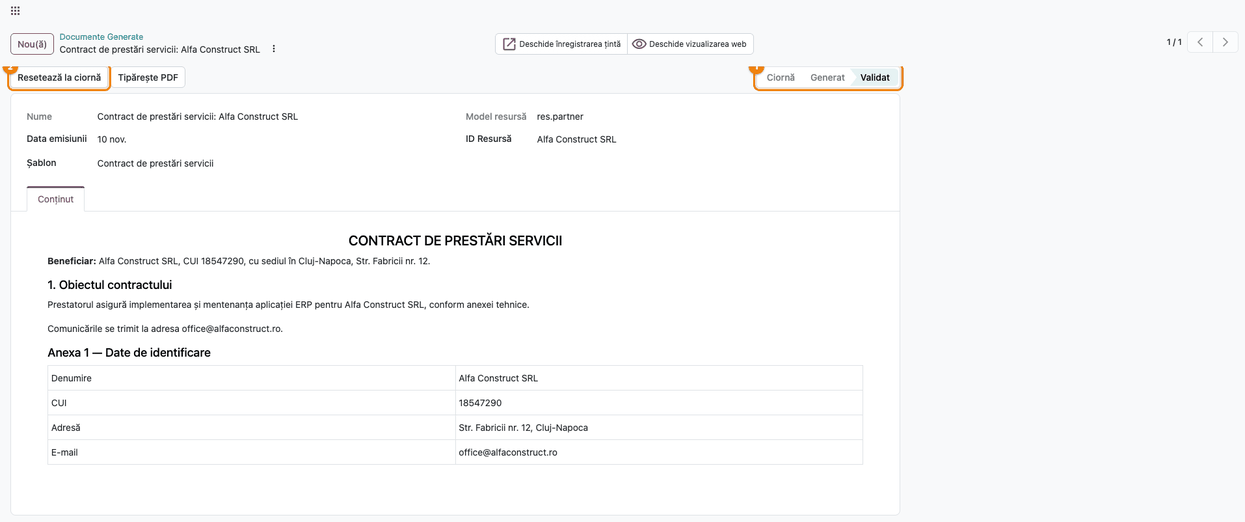 Nou(ă)
Documente Generate
Contract de prestări servicii: Alfa Construct SRL
Deschide înregistrarea țintă
Deschide vizualizarea web
1 / 1
Resetează la ciornă
Tipărește PDF
Ciornă
Generat
Validat
Nume Contract de prestări servicii: Alfa Construct SRL
Model resursă res.partner
Data emisiunii 10 nov.
ID Resursă Alfa Construct SRL
Șablon Contract de prestări servicii
Conținut
CONTRACT DE PRESTĂRI SERVICII
Beneficiar: Alfa Construct SRL, CUI 18547290, cu sediul în Cluj-Napoca, Str. Fabricii nr. 12.
1. Obiectul contractului
Prestatorul asigură implementarea și mentenanța aplicației ERP pentru Alfa Construct SRL, conform anexei tehnice.
Comunicările se trimit la adresa office@alfaconstruct.ro.
Anexa 1 — Date de identificare
Denumire Alfa Construct SRL
CUI 18547290
Adresă Str. Fabricii nr. 12, Cluj-Napoca
E-mail office@alfaconstruct.ro